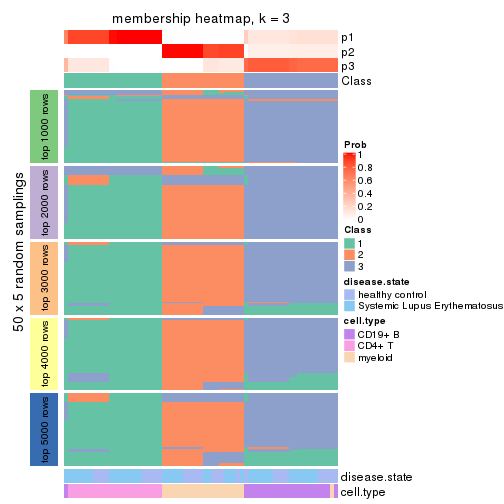 membership heatmap, k = 3
p1
p2
p3
Class
50 x 5 random samplings
top 1000 rows
top 2000 rows
top 3000 rows
top 4000 rows
top 5000 rows
Prob
1
0.8
0.6
0.4
0.2
0
Class
1
2
3
disease.state
healthy control
Systemic Lupus Erythematosus
cell.type
CD19+ B
CD4+ T
myeloid
disease.state
cell.type